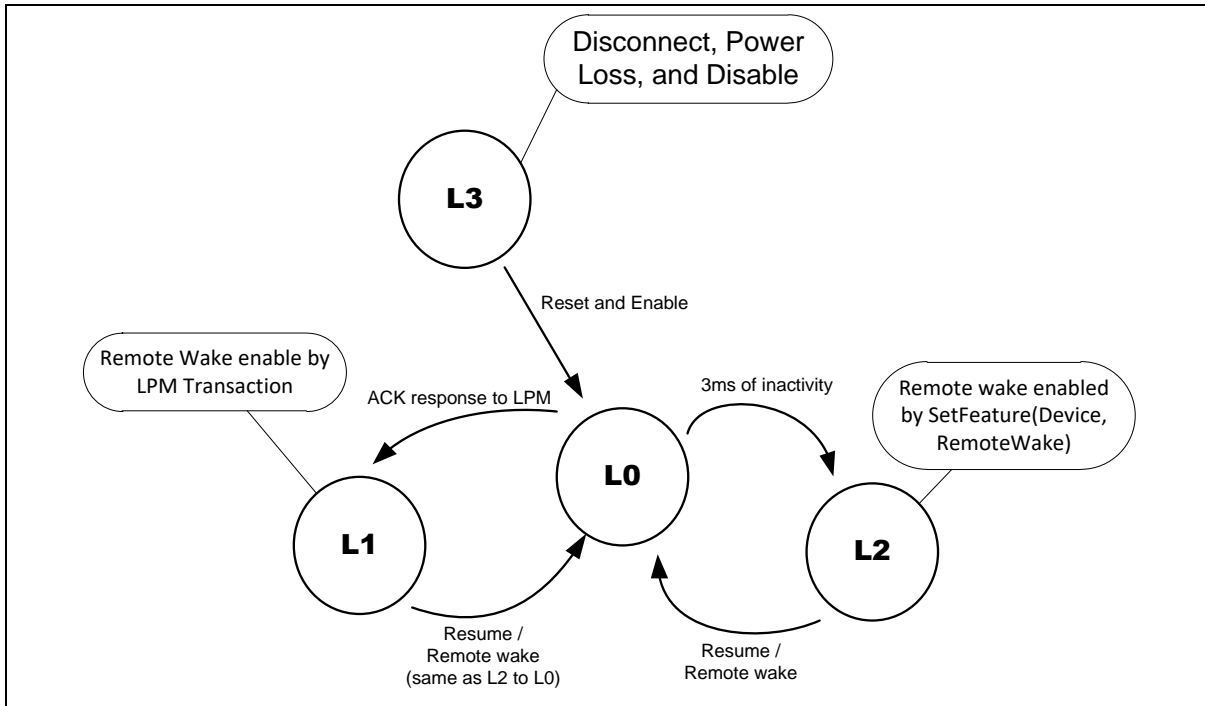 Disconnect, Power
Loss, and Disable
L3
Reset and Enable
Remote Wake enable by
LPM Transaction
ACK response to LPM
3ms of inactivity
Remote wake enabled
by SetFeature(Device,
RemoteWake)
L0
L1
L2
Resume /
Remote wake
(same as L2 to L0)
Resume /
Remote wake